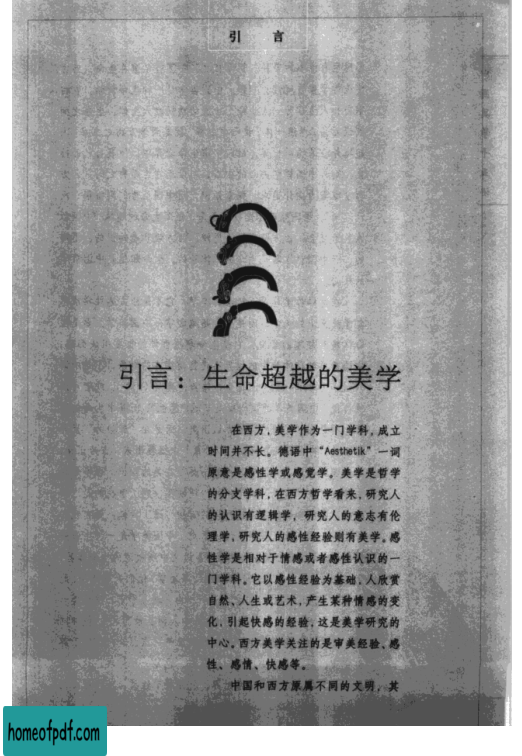 引 言
引言：生命超越的美学
在西方，美学作为一门学科，成立
时间并不长。德语中“Aesthetik”一词
原意是感性学或感觉学。美学是哲学
的分支学科，在西方哲学看来，研究人
的认识有逻辑学，研究人的意志有伦
理学，研究人的感性经验则有美学。感
性学是相对于情感或者感性认识的一
门学科。它以感性经验为基础，人欣赏
自然、人生或艺术，产生某种情感的变
化，引起快感的经验，这是美学研究的
中心。西方美学关注的是审美经验、感
性、感情、快感等。
中国和西方原属不同的文明，其
homeofpdf.com